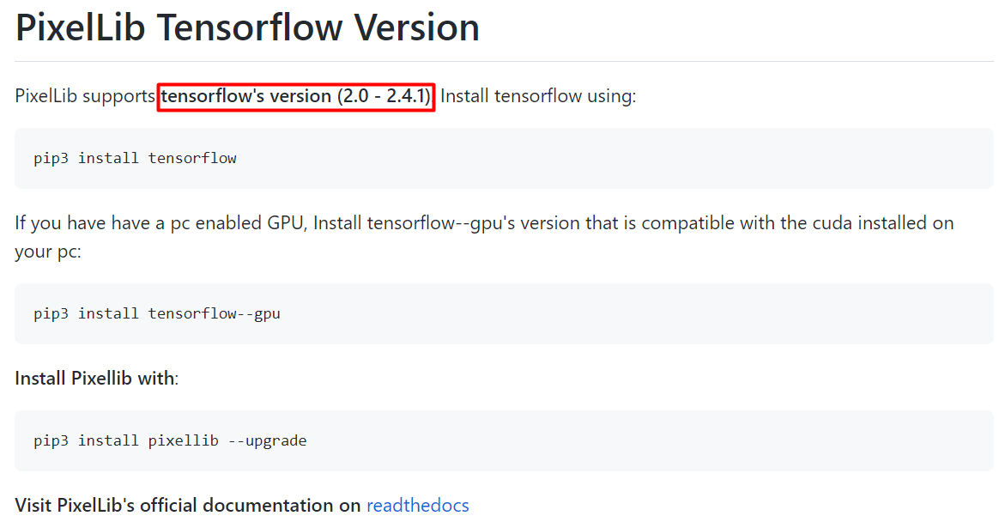 PixelLib Tensorflow Version
PixelLib supports tensorflow's version (2.0 - 2.4.1) Install tensorflow using:
pip3 install tensorflow
If you have have a pc enabled GPU, Install tensorflow--gpu's version that is compatible with the cuda installed on
your pc:
pip3 install tensorflow--gpu
Install Pixellib with:
pip3 install pixellib --upgrade
Visit PixelLib's official documentation on readthedocs